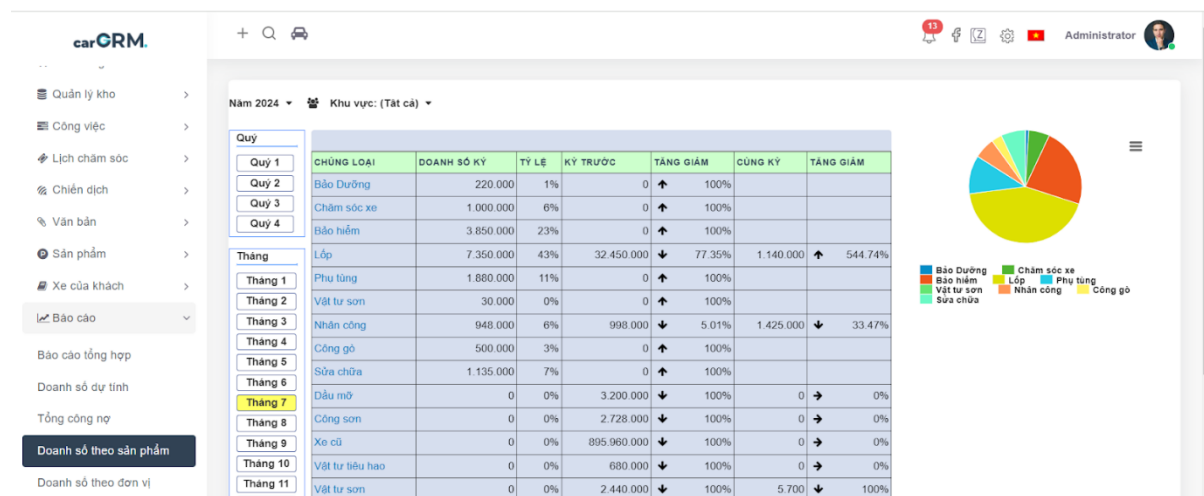 carGRM.
13
Administrator
Quản lý kho
Công việc
Lịch chăm sóc
Chiến dịch
Văn bản
Sản phẩm
Xe của khách
Báo cáo
Báo cáo tổng hợp
Doanh số dự tính
Tổng công nợ
Doanh số theo sản phẩm
Doanh số theo đơn vị
Năm 2024 Khu vực: (Tất cả)
Quý
Quý 1
Quý 2
Quý 3
Quý 4
Tháng
Tháng 1
Tháng 2
Tháng 3
Tháng 4
Tháng 5
Tháng 6
Tháng 7
Tháng 8
Tháng 9
Tháng 10
Tháng 11
CHỦNG LOẠI DOANH SỐ KỲ TỶ LỆ KỲ TRƯỚC TĂNG GIẢM CÙNG KỲ TĂNG GIẢM
Bảo Dưỡng 220.000 1% 0 100%
Chăm sóc xe 1.000.000 6% 0 100%
Bảo hiểm 3.850.000 23% 0 100%
Lốp 7.350.000 43% 32.450.000 77.35% 1.140.000 544.74%
Phụ tùng 1.880.000 11% 0 100%
Vật tư sơn 30.000 0% 0 100%
Nhân công 948.000 6% 998.000 5.01% 1.425.000 33.47%
Công gò 500.000 3% 0 100%
Sửa chữa 1.135.000 7% 0 100%
Dầu mỡ 0 0% 3.200.000 100% 0 0%
Công sơn 0 0% 2.728.000 100% 0 0%
Xe cũ 0 0% 895.960.000 100% 0 0%
Vật tư tiêu hao 0 0% 680.000 100% 0 0%
Vật tư sơn 0 0% 2.440.000 100% 5.700 100%
Bảo Dưỡng Chăm sóc xe
Bảo hiểm Lốp Phụ tùng
Vật tư sơn Nhân công Công gò
Sửa chữa